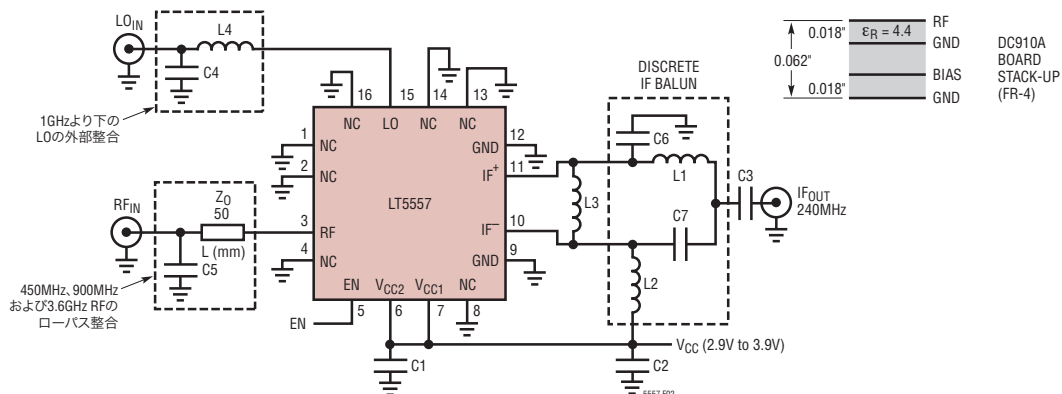 LO_IN
L4
C4
1GHzより下の
LOの外部整合
16
15
14
13
NC
LO
NC
NC
1
NC
2
NC
3
RF
4
NC
GND
12
IF+
11
IF−
10
GND
9
LT5557
EN
V_CC2
V_CC1
NC
5
6
7
8
EN
RF_IN
Z_O
50
L (mm)
C5
450MHz、900MHz
および3.6GHz RFの
ローパス整合
DISCRETE
IF BALUN
C6
L1
L3
C7
L2
C3
IF_OUT
240MHz
V_CC (2.9V to 3.9V)
C1
C2
5557 F02
0.018"
0.062"
0.018"
ε_R = 4.4
RF
GND
BIAS
GND
DC910A
BOARD
STACK-UP
(FR-4)